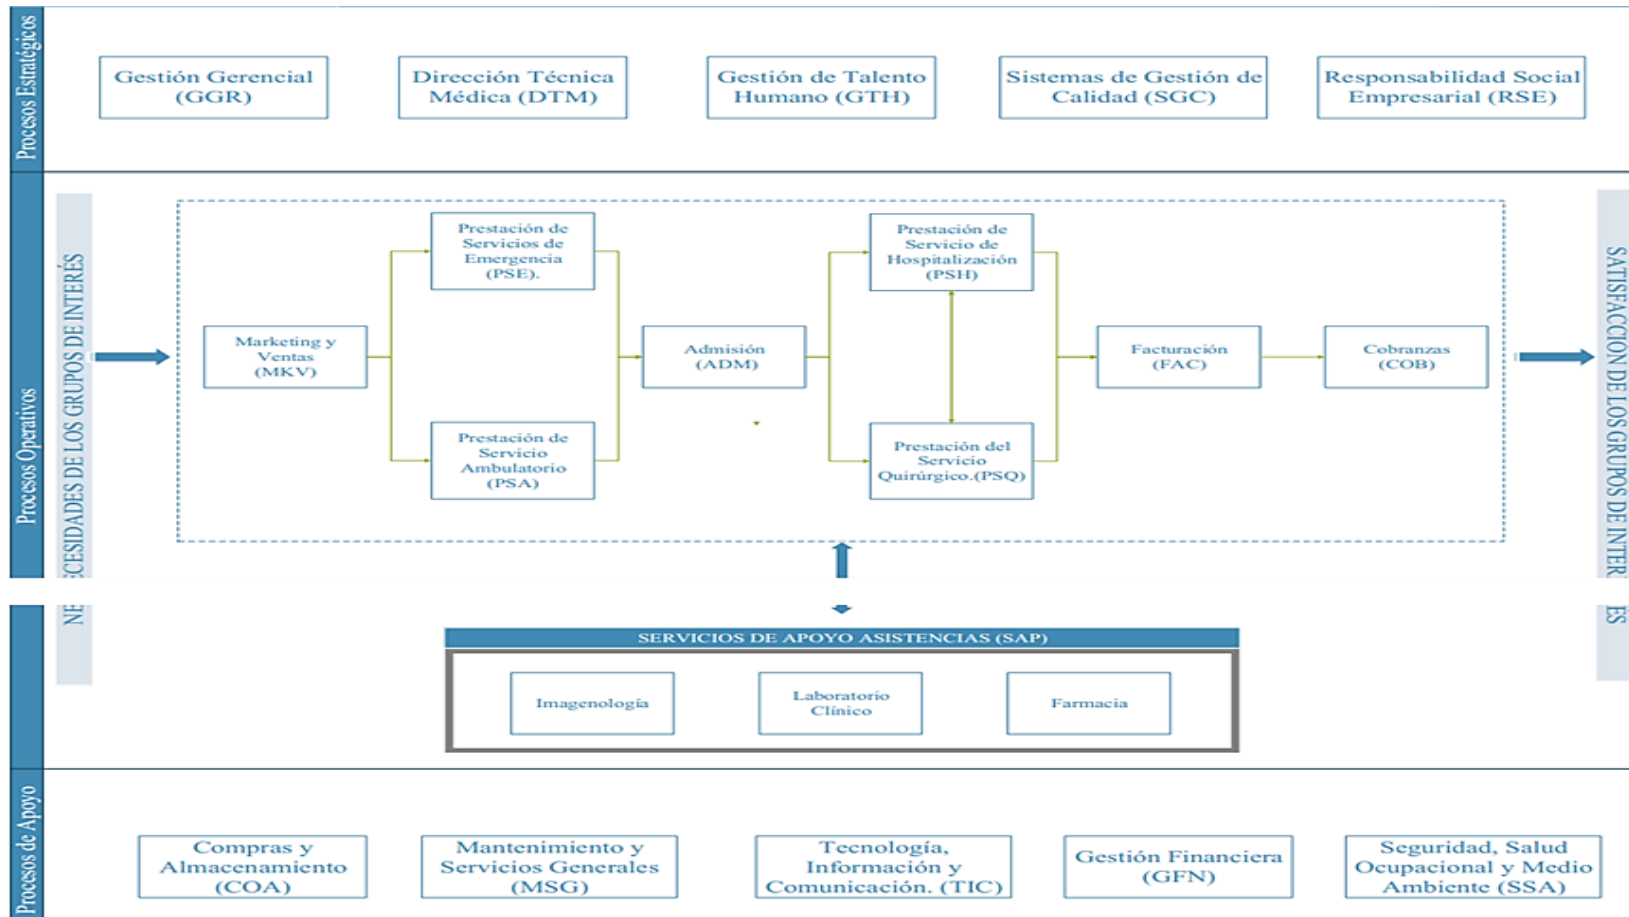 Procesos Estratégicos
Gestión Gerencial
(GGR)
Dirección Técnica
Médica (DTM)
Gestión de Talento
Humano (GTH)
Sistemas de Gestión de
Calidad (SGC)
Responsabilidad Social
Empresarial (RSE)
Procesos Operativos
NECESIDADES DE LOS GRUPOS DE INTERÉS
Marketing y
Ventas
(MKV)
Prestación de
Servicios de
Emergencia
(PSE).
Prestación de
Servicio
Ambulatorio
(PSA)
Admisión
(ADM)
Prestación de
Servicio de
Hospitalización
(PSH)
Prestación del
Servicio
Quirúrgico.(PSQ)
Facturación
(FAC)
Cobranzas
(COB)
SATISFACCION DE LOS GRUPOS DE INTERES
SERVICIOS DE APOYO ASISTENCIAS (SAP)
Imagenología
Laboratorio
Clínico
Farmacia
Procesos de Apoyo
Compras y
Almacenamiento
(COA)
Mantenimiento y
Servicios Generales
(MSG)
Tecnología,
Información y
Comunicación. (TIC)
Gestión Financiera
(GFN)
Seguridad, Salud
Ocupacional y Medio
Ambiente (SSA)